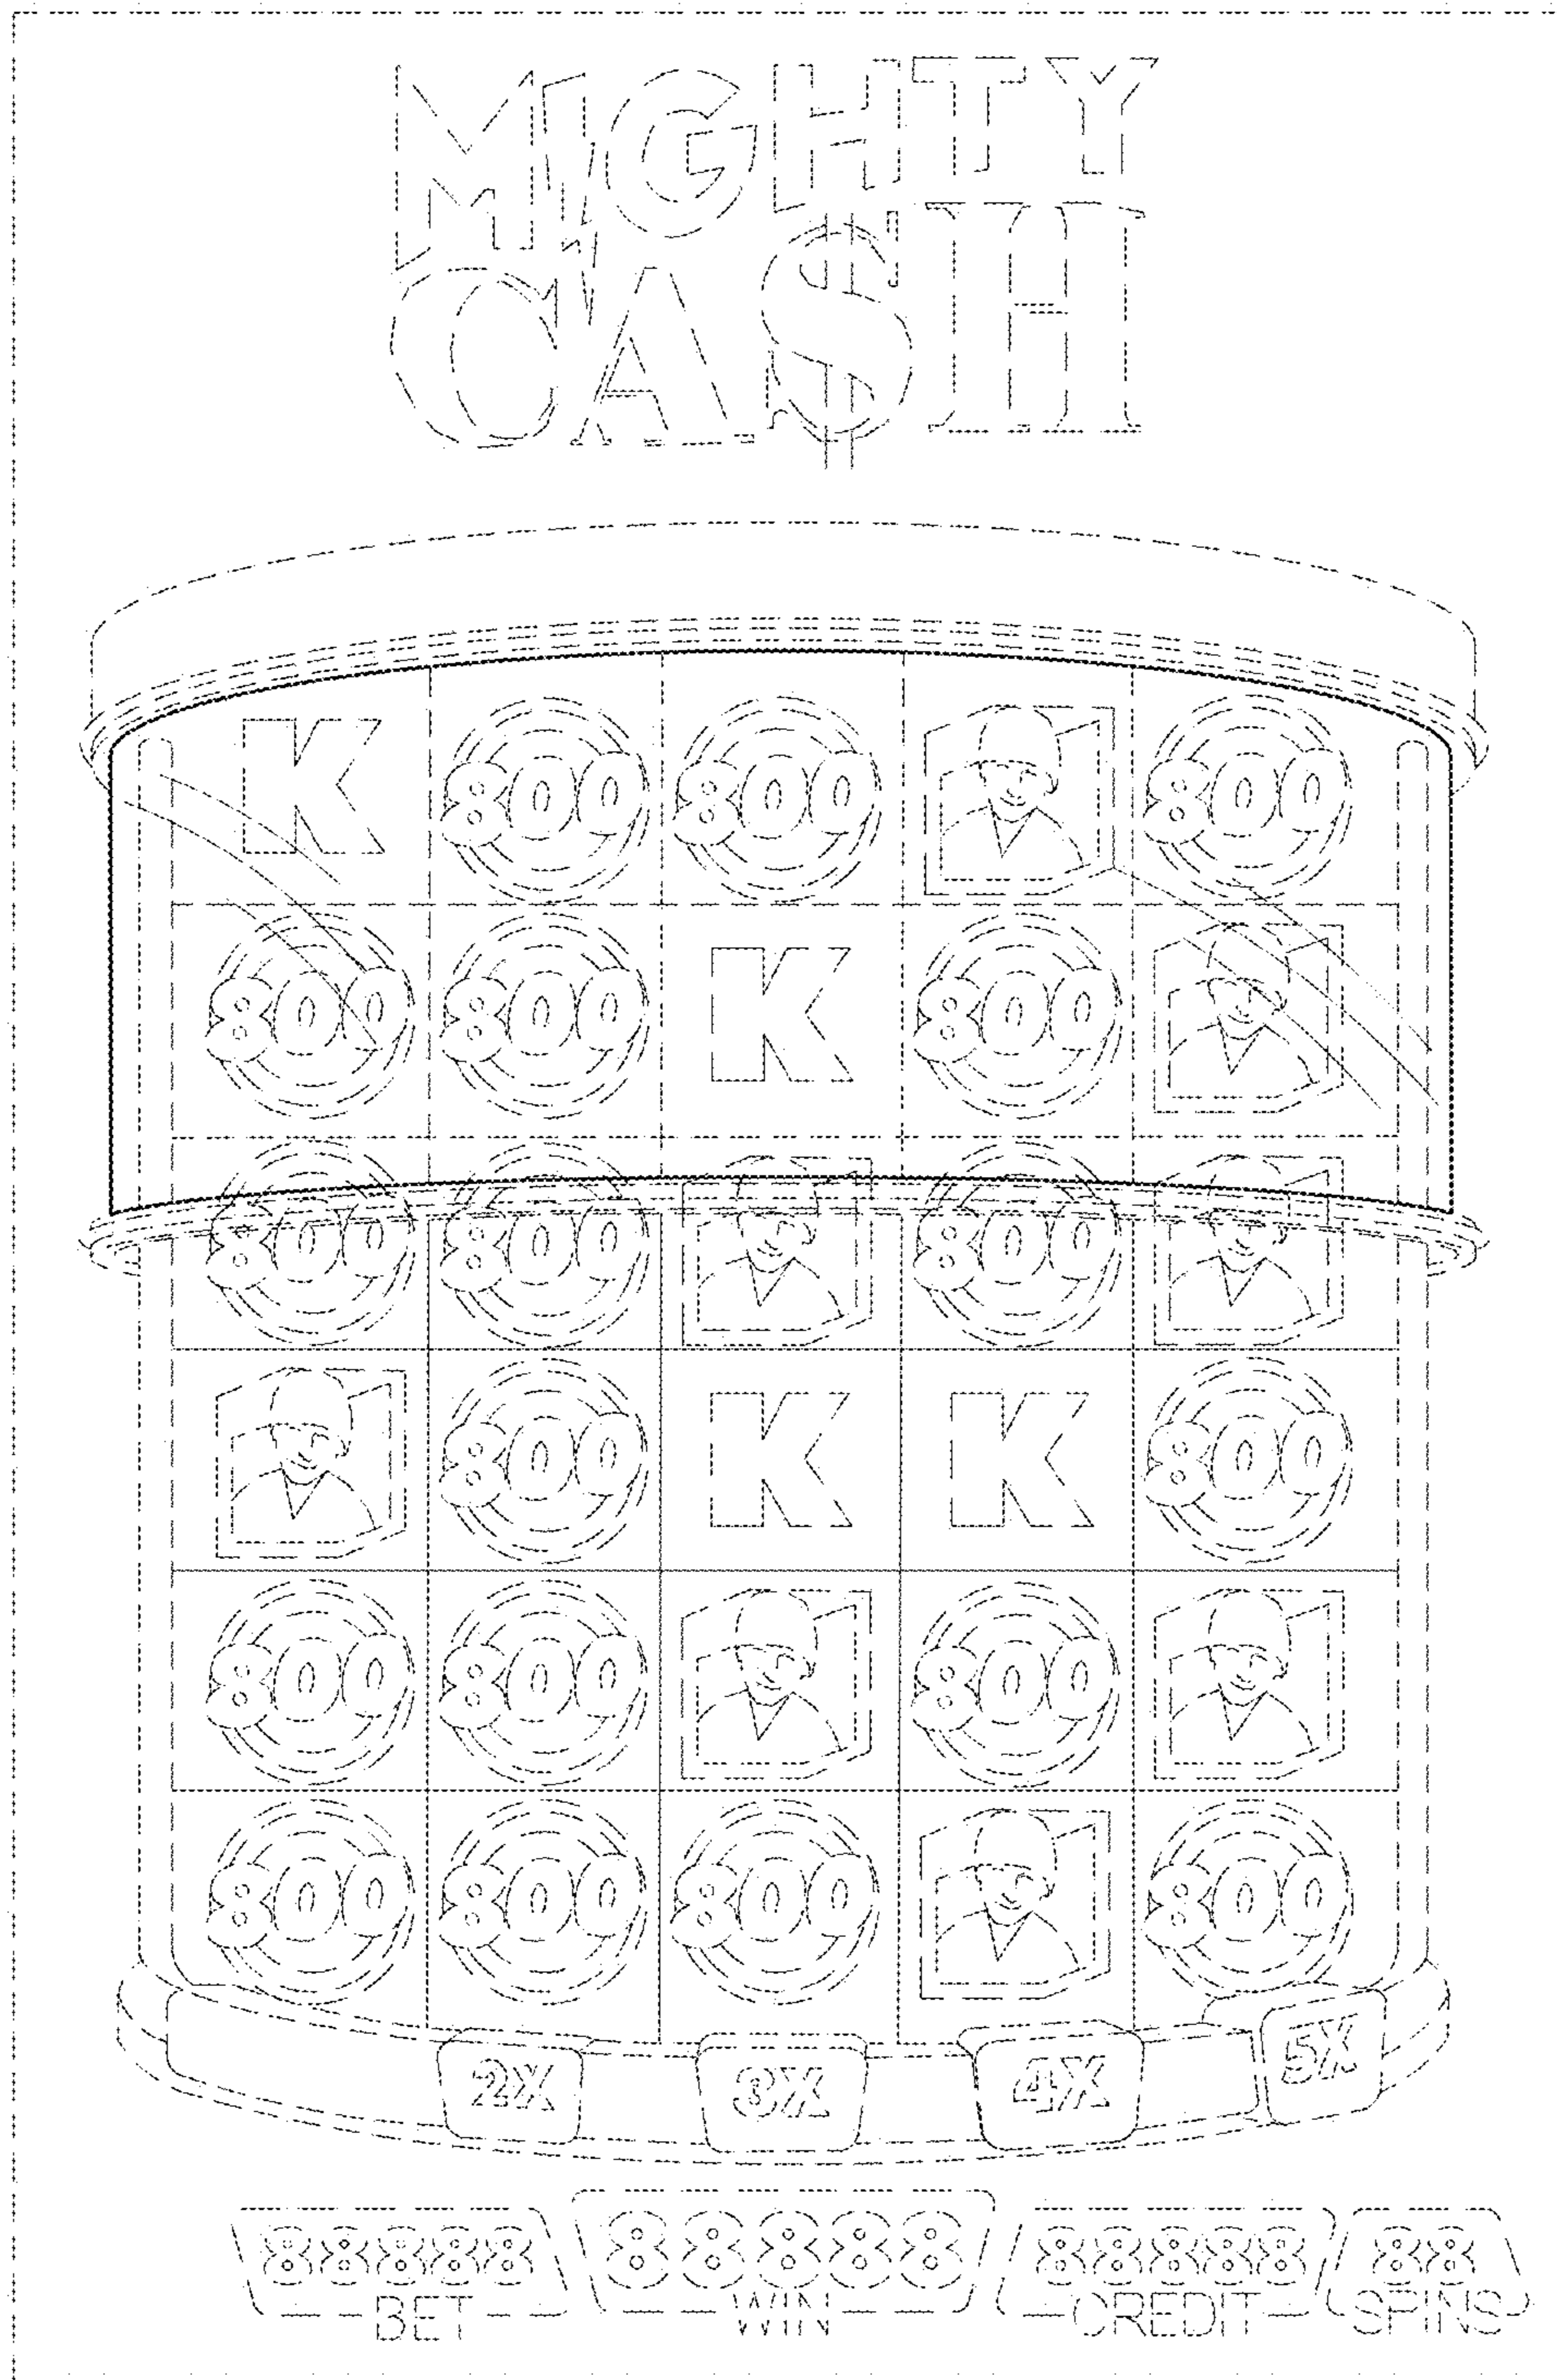 MIGHTY
CA$H
K 800 800 800
800 800 K 800
800 800 800
800 K K 800
800 800 800
800 800 800 800
2X 3X 4X 5X
88888 88888 88888 88
BET WIN CREDIT SPINS